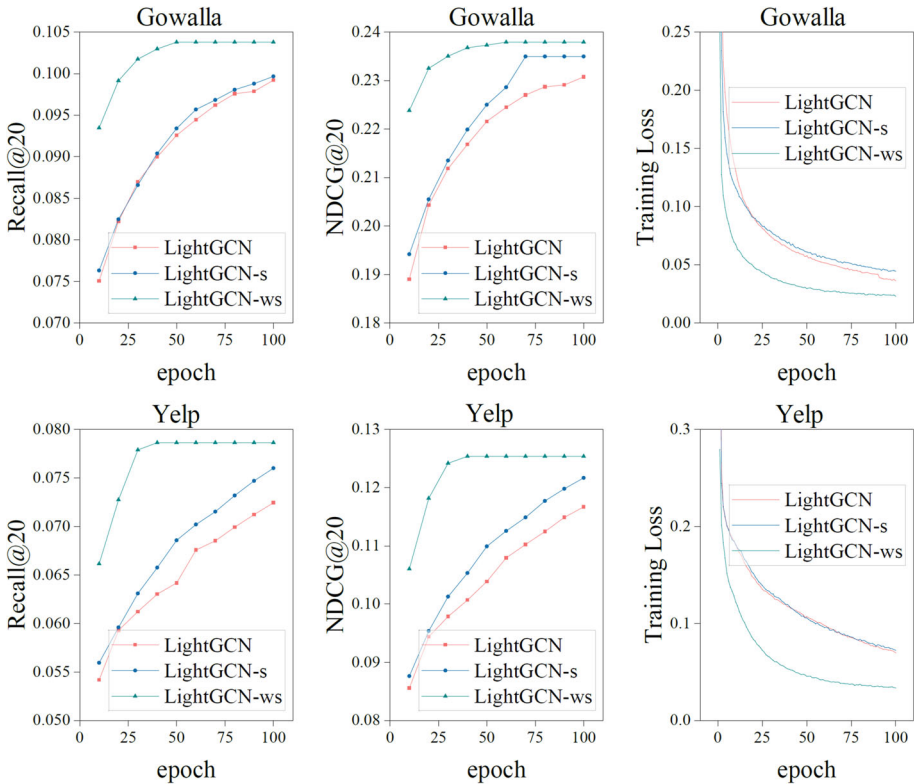 Gowalla
Recall@20
0.105
0.100
0.095
0.090
0.085
0.080
0.075
0.070
LightGCN
LightGCN-s
LightGCN-ws
0 25 50 75 100
epoch
Gowalla
NDCG@20
0.24
0.23
0.22
0.21
0.20
0.19
0.18
LightGCN
LightGCN-s
LightGCN-ws
0 25 50 75 100
epoch
Training Loss
0.25
0.20
0.15
0.10
0.05
0.00
LightGCN
LightGCN-s
LightGCN-ws
0 25 50 75 100
epoch
Yelp
Recall@20
0.080
0.075
0.070
0.065
0.060
0.055
0.050
LightGCN
LightGCN-s
LightGCN-ws
0 25 50 75 100
epoch
Yelp
NDCG@20
0.13
0.12
0.11
0.10
0.09
0.08
LightGCN
LightGCN-s
LightGCN-ws
0 25 50 75 100
epoch
Yelp
Training Loss
0.3
0.2
0.1
0.0
LightGCN
LightGCN-s
LightGCN-ws
0 25 50 75 100
epoch